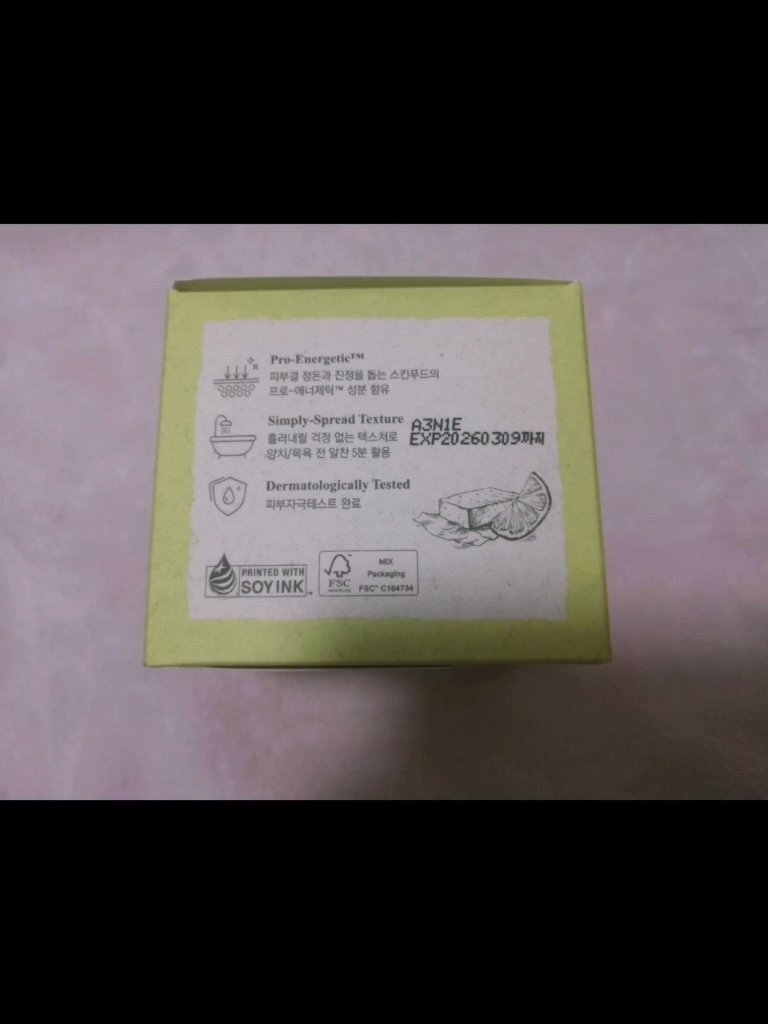 Pro-Energetic™
피부결 정돈과 진정을 돕는 스킨푸드의
프로-에너제틱™ 성분 함유
Simply-Spread Texture
흘러내릴 걱정 없는 텍스처로
양치/목욕 전 알찬 5분 활용
A3N1E
EXP20260309까지
Dermatologically Tested
피부자극테스트 완료
PRINTED WITH
SOY INK
FSC
MIX
Packaging
FSC® C164734